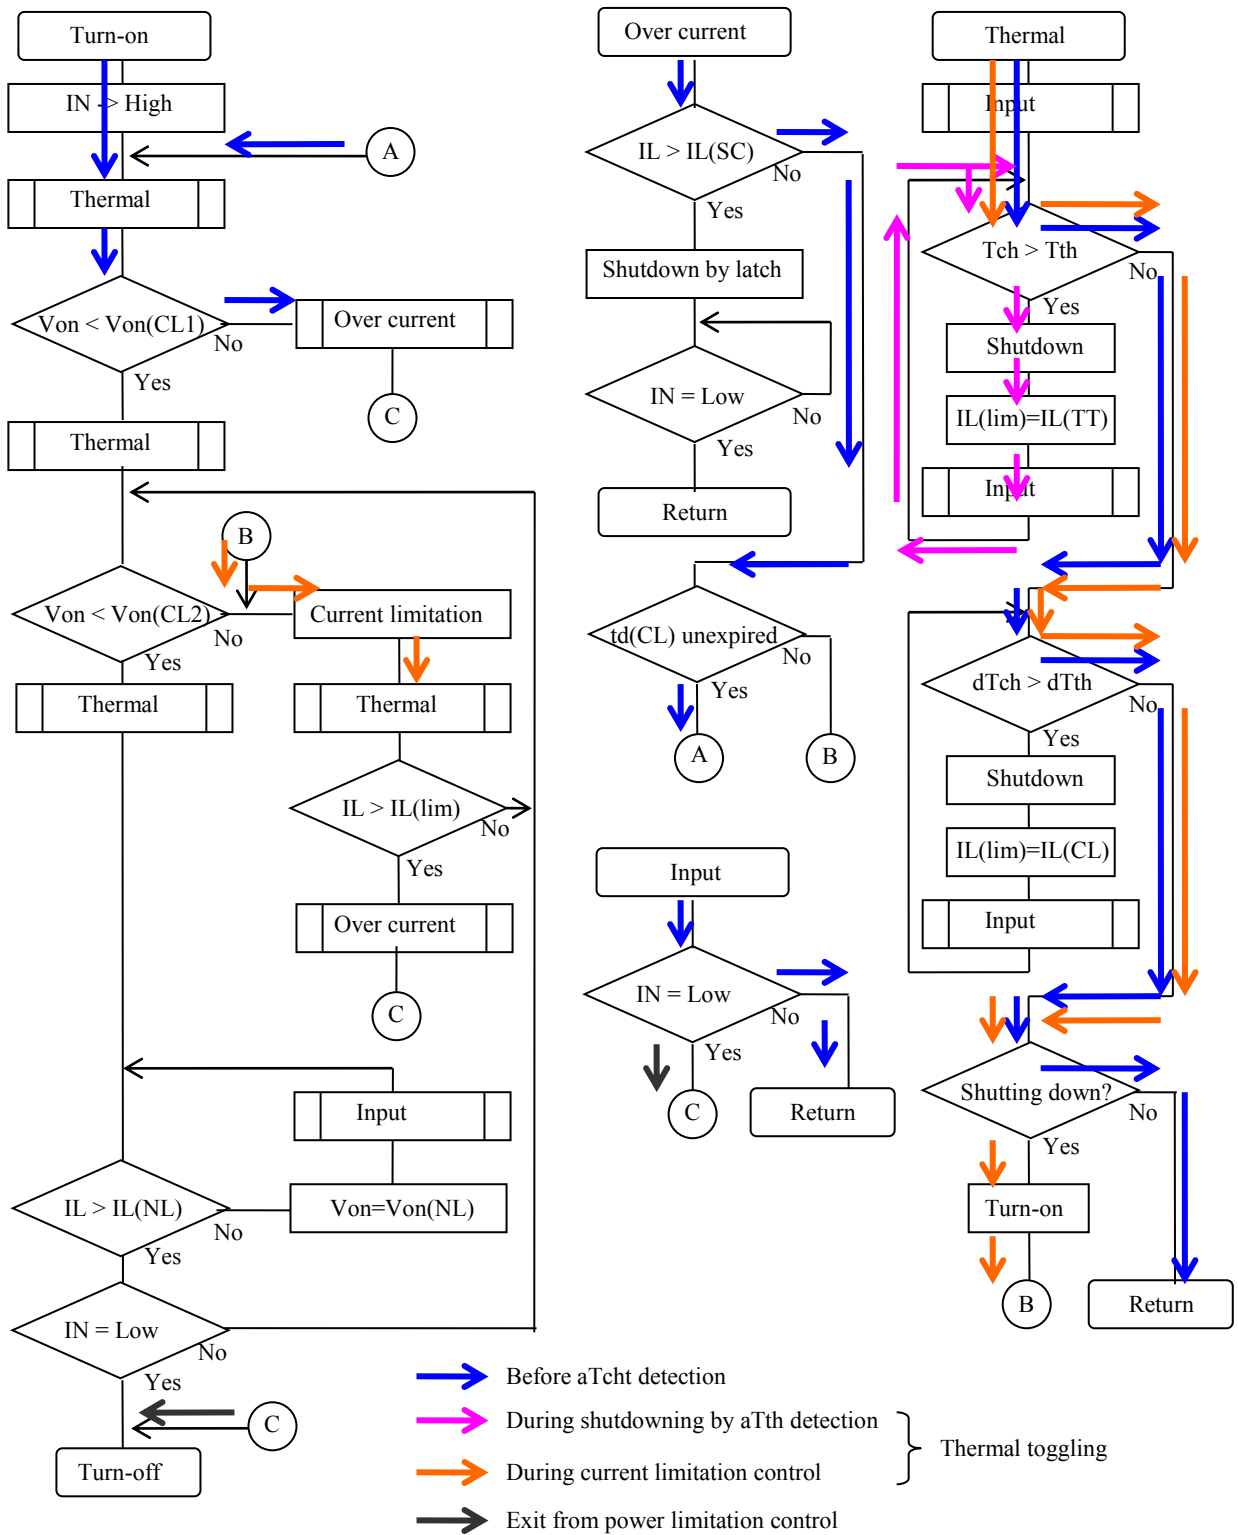 Turn-on
IN -> High
A
Thermal
Von < Von(CL1)
No
Yes
Over current
C
Thermal
B
Von < Von(CL2)
No
Yes
Current limitation
Thermal
Thermal
IL > IL(lim)
No
Yes
Over current
C
Input
IL > IL(NL)
No
Yes
Von=Von(NL)
IN = Low
No
Yes
C
Turn-off
Over current
IL > IL(SC)
No
Yes
Shutdown by latch
IN = Low
No
Yes
Return
td(CL) unexpired
No
Yes
A
B
Input
IN = Low
No
Yes
C
Return
Thermal
Input
Tch > Tth
No
Yes
Shutdown
IL(lim)=IL(TT)
Input
dTch > dTth
No
Yes
Shutdown
IL(lim)=IL(CL)
Input
Shutting down?
No
Yes
Turn-on
B
Return
Before aTcht detection
During shutdowning by aTth detection
During current limitation control
Thermal toggling
Exit from power limitation control